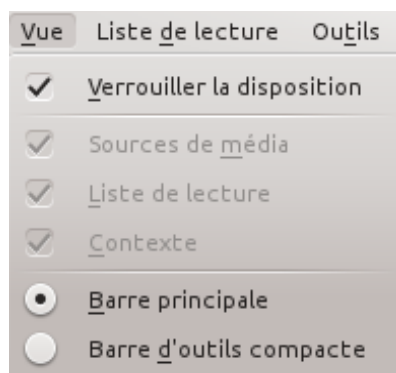 Vue Liste de lecture Outils
Verrouiller la disposition
Sources de média
Liste de lecture
Contexte
Barre principale
Barre d'outils compacte